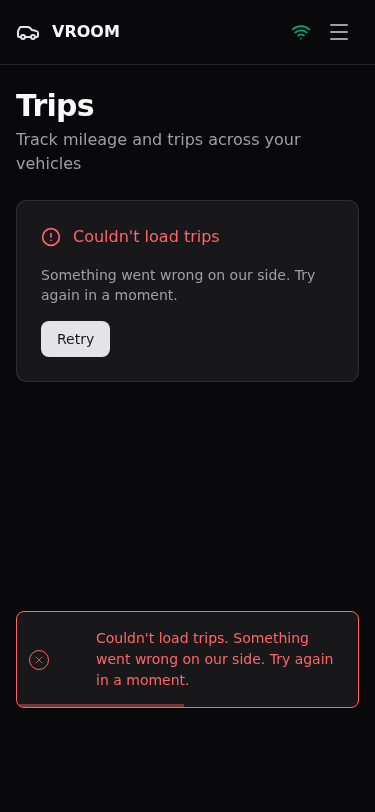 VROOM
Trips
Track mileage and trips across your
vehicles
Couldn't load trips
Something went wrong on our side. Try
again in a moment.
Retry
Couldn't load trips. Something
went wrong on our side. Try again
in a moment.